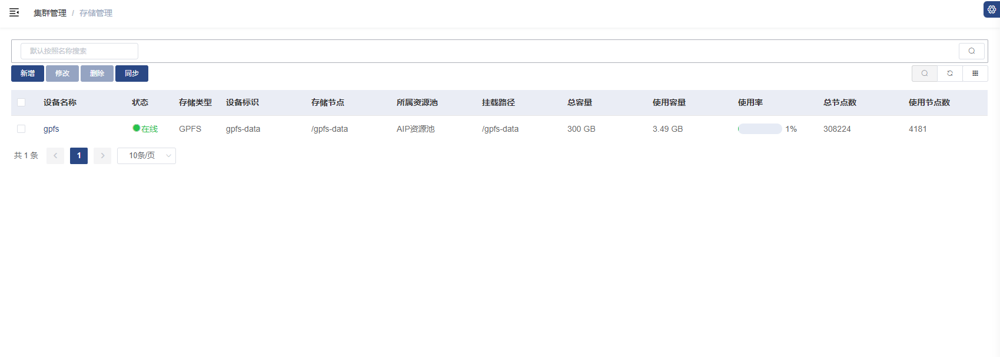 集群管理 / 存储管理
默认按照名称搜索
新增 修改 删除 同步
设备名称 状态 存储类型 设备标识 存储节点 所属资源池 挂载路径 总容量 使用容量 使用率 总节点数 使用节点数
gpfs 在线 GPFS gpfs-data /gpfs-data AIP资源池 /gpfs-data 300 GB 3.49 GB 1% 308224 4181
共 1 条 1 10条/页